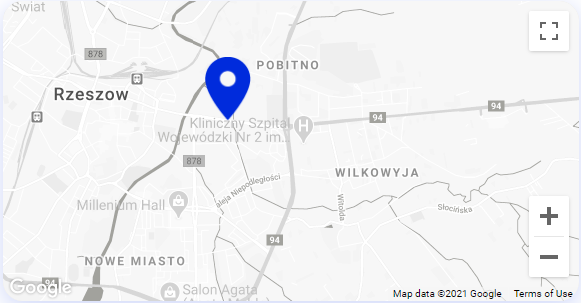 Świat
878
POBITNO
Rzeszow
94
94
Kliniczny Szpital
Wojewódzki Nr 2 im...
H
878
WILKOWYJA
aleja Niepodległości
Witolda
Millenium Hall
Słocińska
94
NOWE MIASTO
Salon Agata
Google
Map data ©2021 Google
Terms of Use